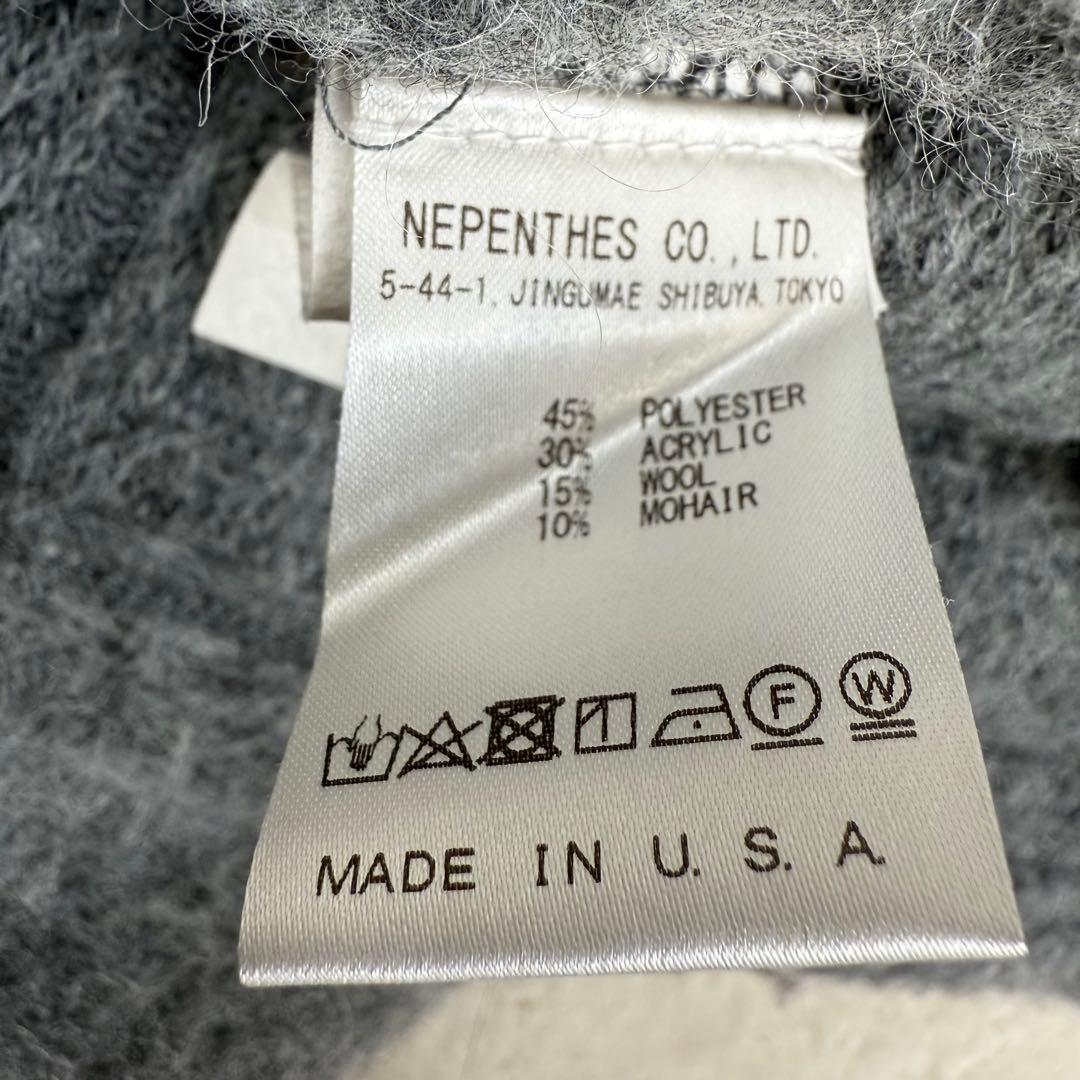 NEPENTHES CO.,LTD.
5-44-1, JINGUMAE SHIBUYA, TOKYO
45% POLYESTER
30% ACRYLIC
15% WOOL
10% MOHAIR
F W
MADE IN U.S.A.